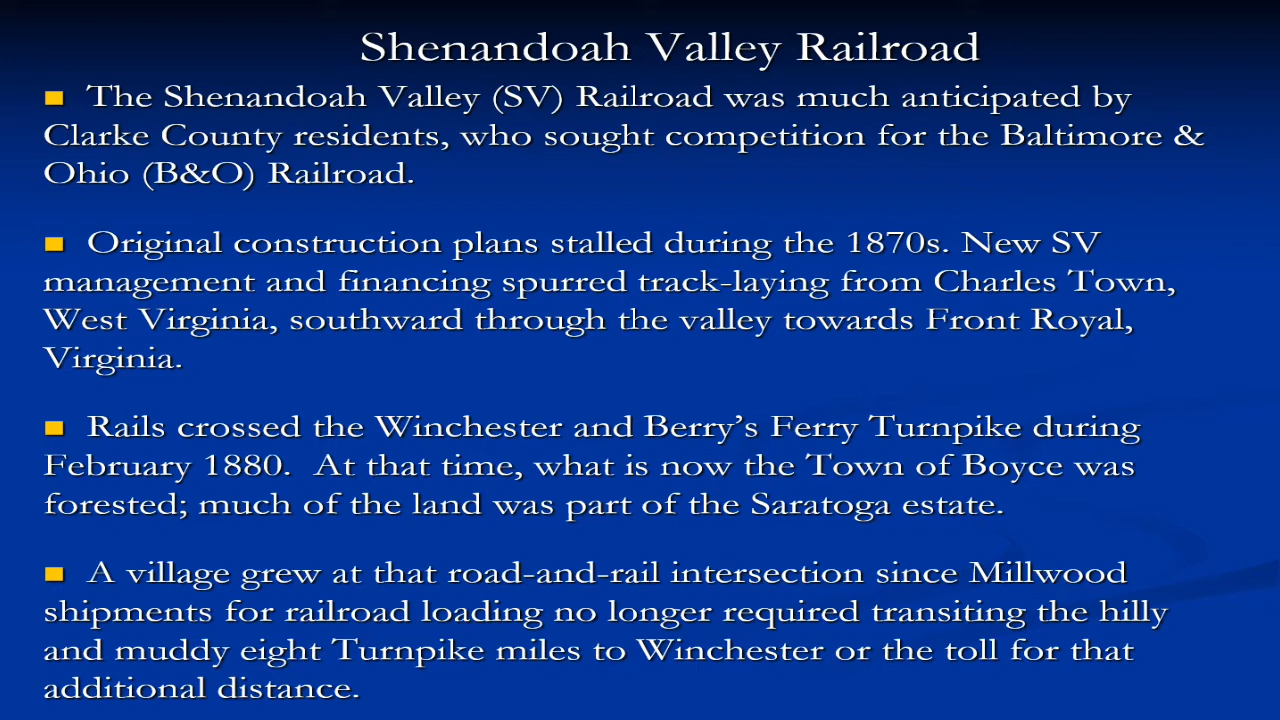 Shenandoah Valley Railroad
■ The Shenandoah Valley (SV) Railroad was much anticipated by
Clarke County residents, who sought competition for the Baltimore &
Ohio (B&O) Railroad.
■ Original construction plans stalled during the 1870s. New SV
management and financing spurred track-laying from Charles Town,
West Virginia, southward through the valley towards Front Royal,
Virginia.
■ Rails crossed the Winchester and Berry’s Ferry Turnpike during
February 1880.  At that time, what is now the Town of Boyce was
forested; much of the land was part of the Saratoga estate.
■ A village grew at that road-and-rail intersection since Millwood
shipments for railroad loading no longer required transiting the hilly
and muddy eight Turnpike miles to Winchester or the toll for that
additional distance.